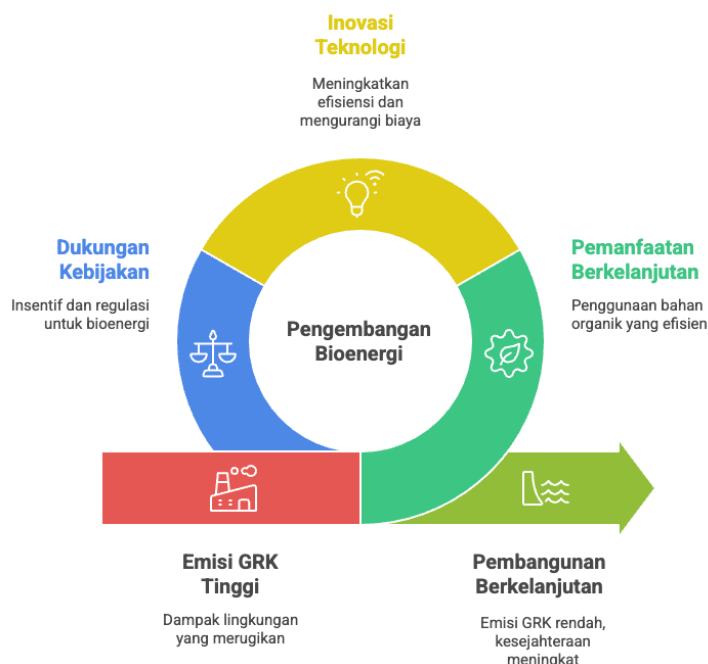 Inovasi
Teknologi
Meningkatkan
efisiensi dan
mengurangi biaya
Dukungan
Kebijakan
Insentif dan regulasi
untuk bioenergi
Pengembangan
Bioenergi
Pemanfaatan
Berkelanjutan
Penggunaan bahan
organik yang efisien
Emisi GRK
Tinggi
Dampak lingkungan
yang merugikan
Pembangunan
Berkelanjutan
Emisi GRK rendah,
kesejahteraan
meningkat